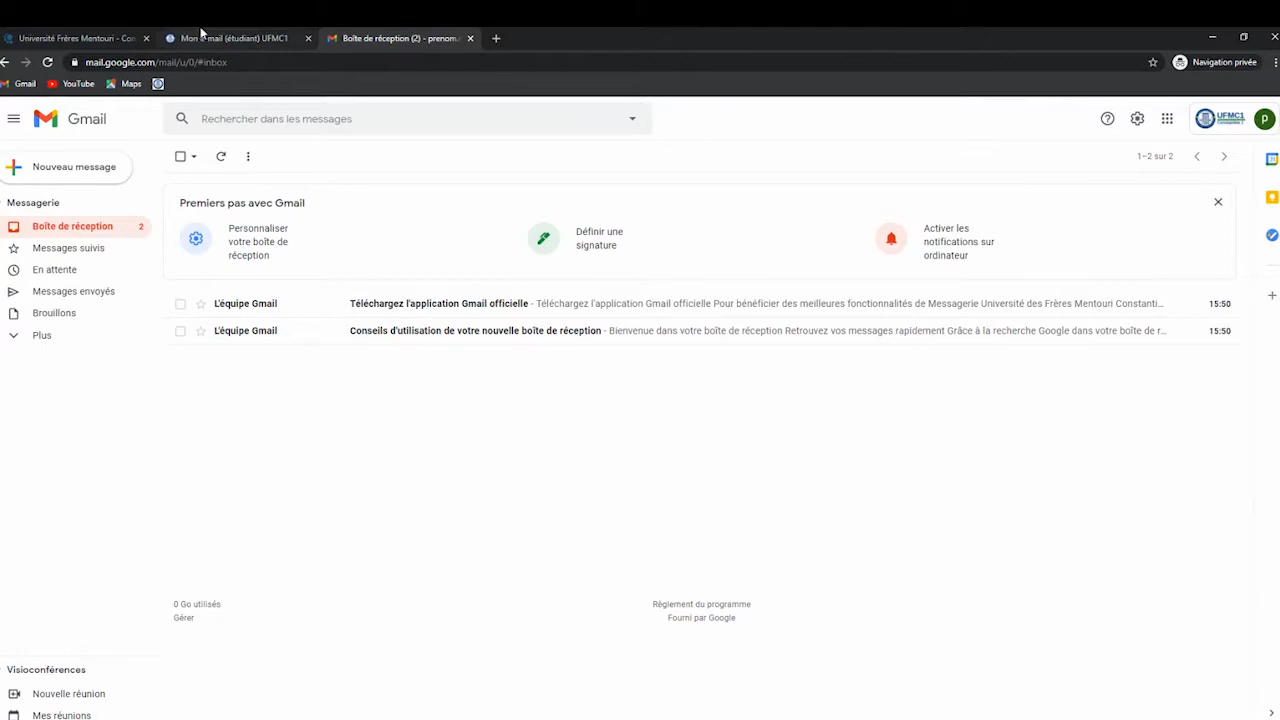 Université Frères Mentouri - Con
Mon e-mail (étudiant) UFMC1
Boîte de réception (2) - prenom.
mail.google.com/mail/u/0/#inbox
Navigation privée
Gmail
YouTube
Maps
Gmail
Rechercher dans les messages
UFMC1
p
Nouveau message
1–2 sur 2
Messagerie
Premiers pas avec Gmail
Boîte de réception 2
Personnaliser
votre boîte de
réception
Définir une
signature
Activer les
notifications sur
ordinateur
Messages suivis
En attente
Messages envoyés
Brouillons
Plus
L'équipe Gmail Téléchargez l'application Gmail officielle - Téléchargez l'application Gmail officielle Pour bénéficier des meilleures fonctionnalités de Messagerie Université des Frères Mentouri Constanti... 15:50
L'équipe Gmail Conseils d'utilisation de votre nouvelle boîte de réception - Bienvenue dans votre boîte de réception Retrouvez vos messages rapidement Grâce à la recherche Google dans votre boîte de r... 15:50
0 Go utilisés
Gérer
Règlement du programme
Fourni par Google
Visioconférences
Nouvelle réunion
Mes réunions